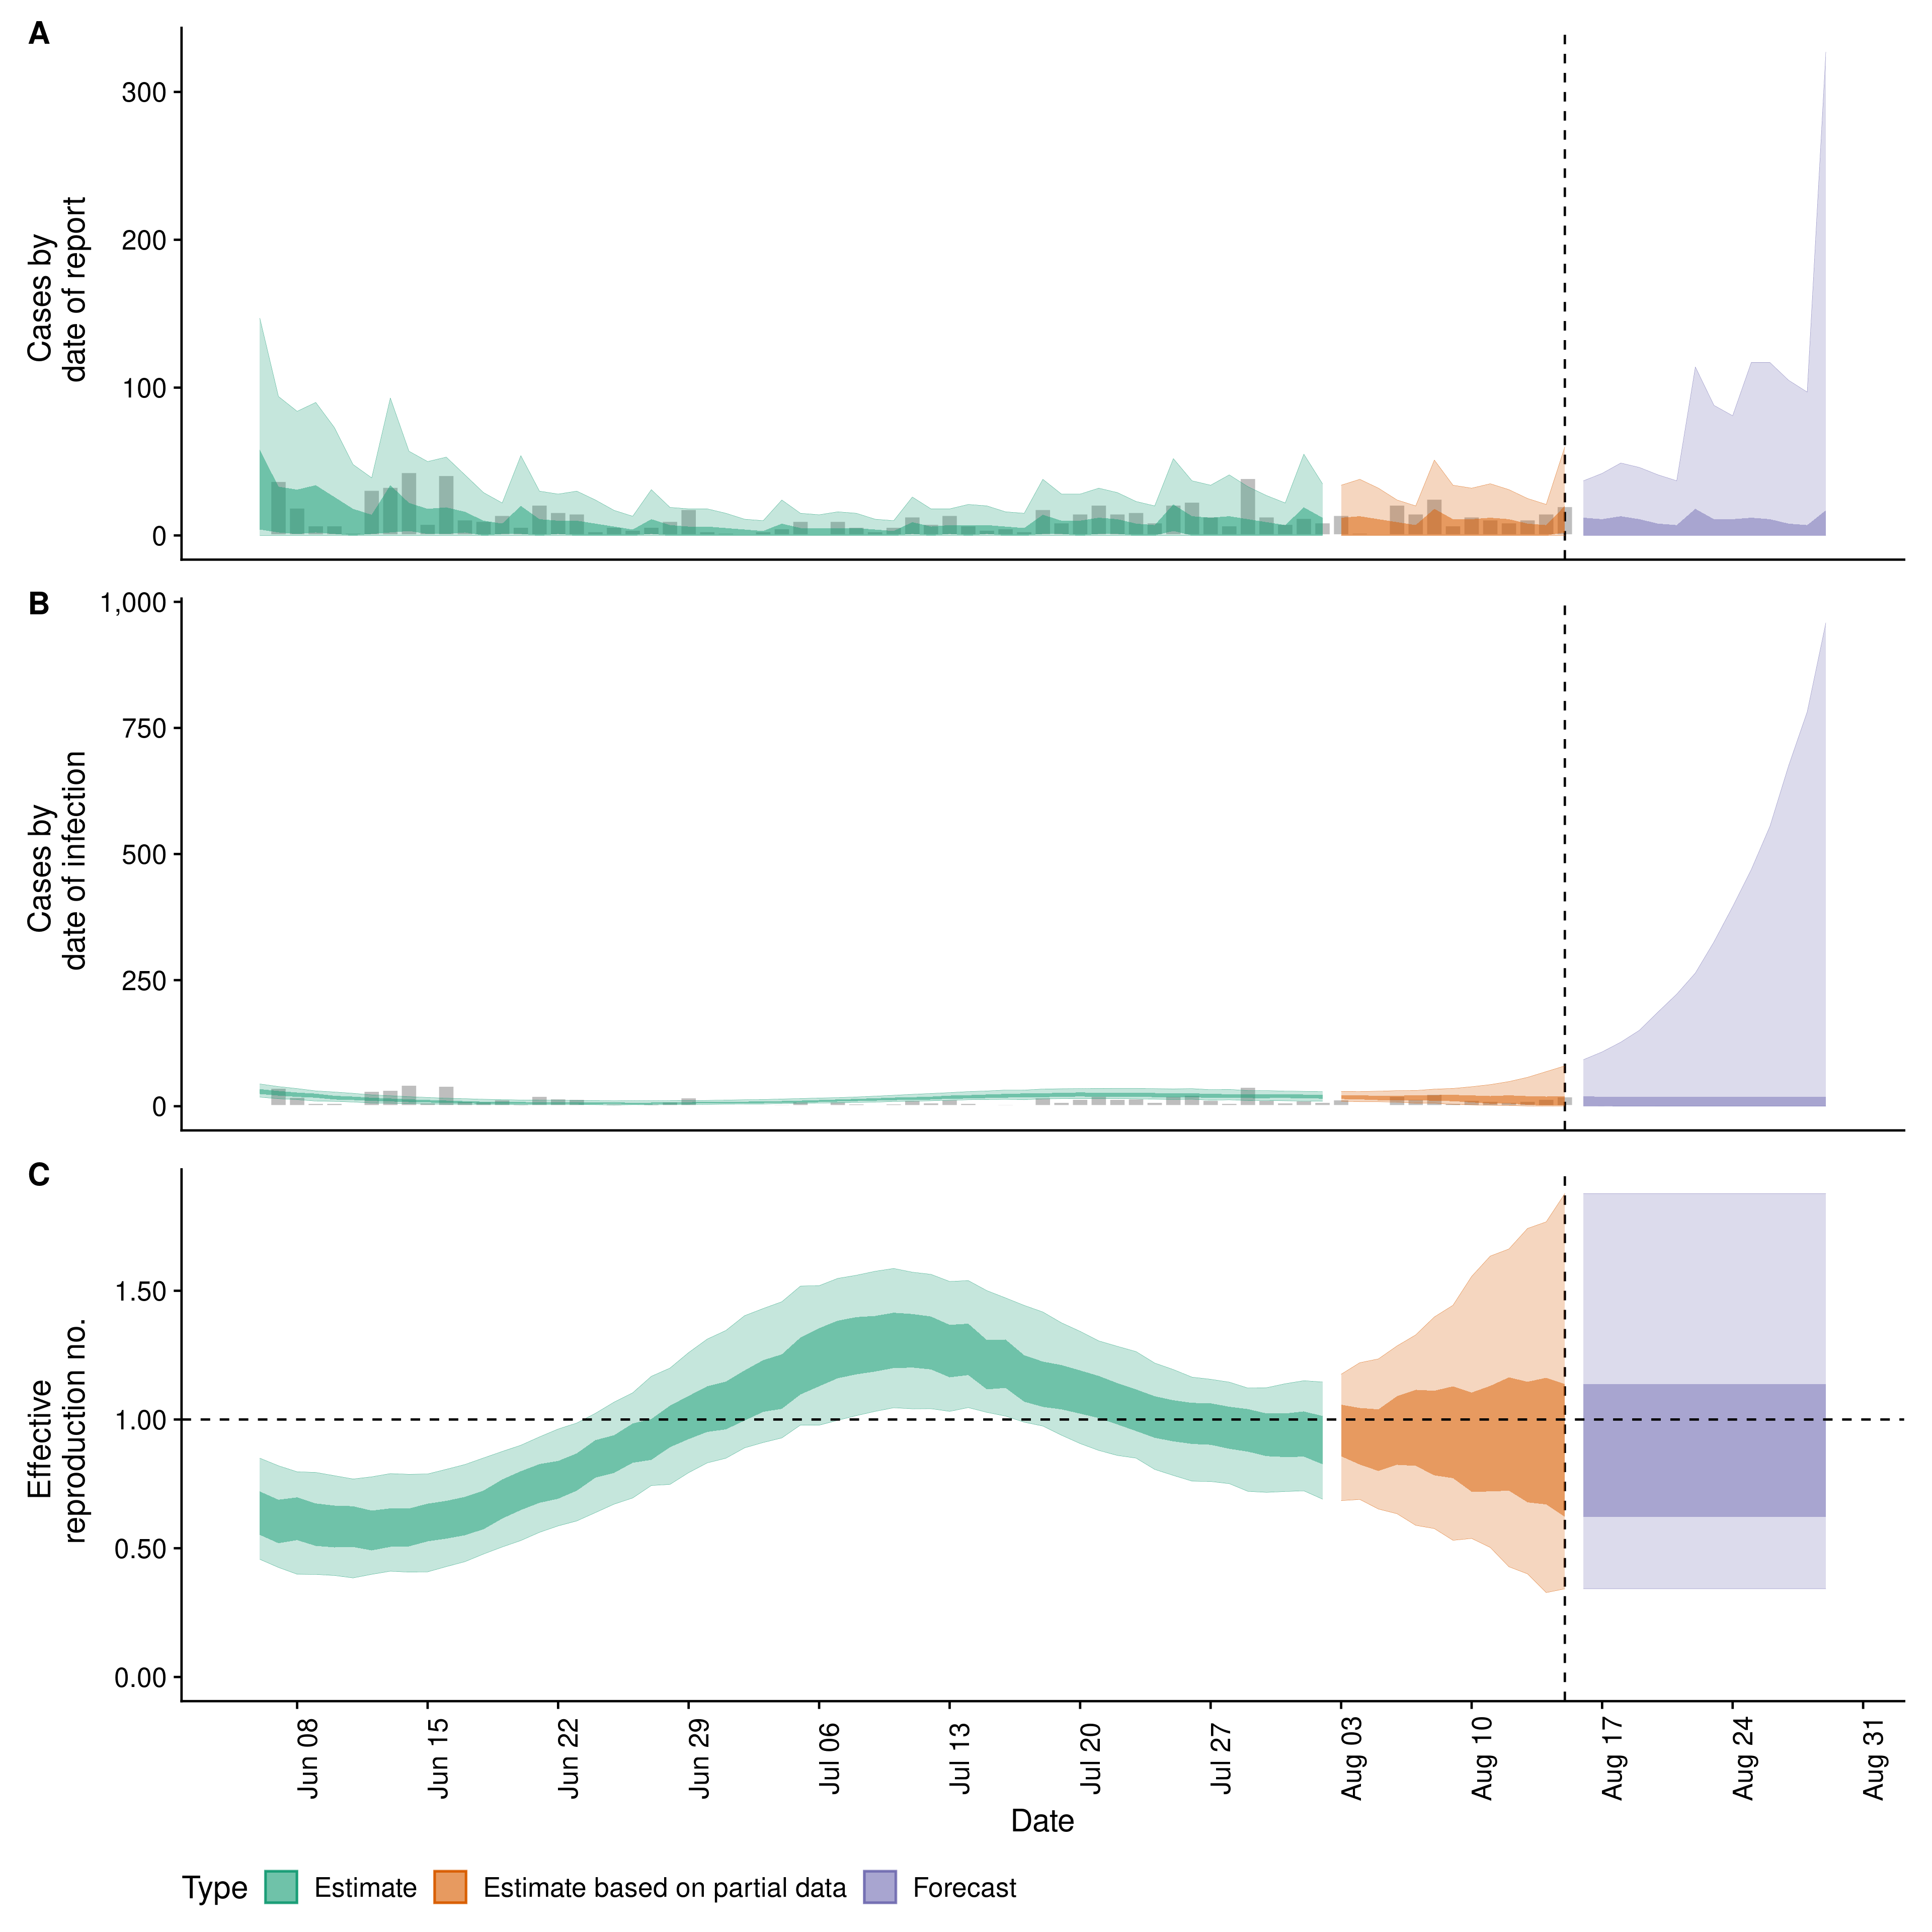 A
Cases by
date of report
300
200
100
0
B
Cases by
date of infection
1,000
750
500
250
0
C
Effective
reproduction no.
1.50
1.00
0.50
0.00
Jun 08
Jun 15
Jun 22
Jun 29
Jul 06
Jul 13
Jul 20
Jul 27
Aug 03
Aug 10
Aug 17
Aug 24
Aug 31
Date
Type
Estimate
Estimate based on partial data
Forecast